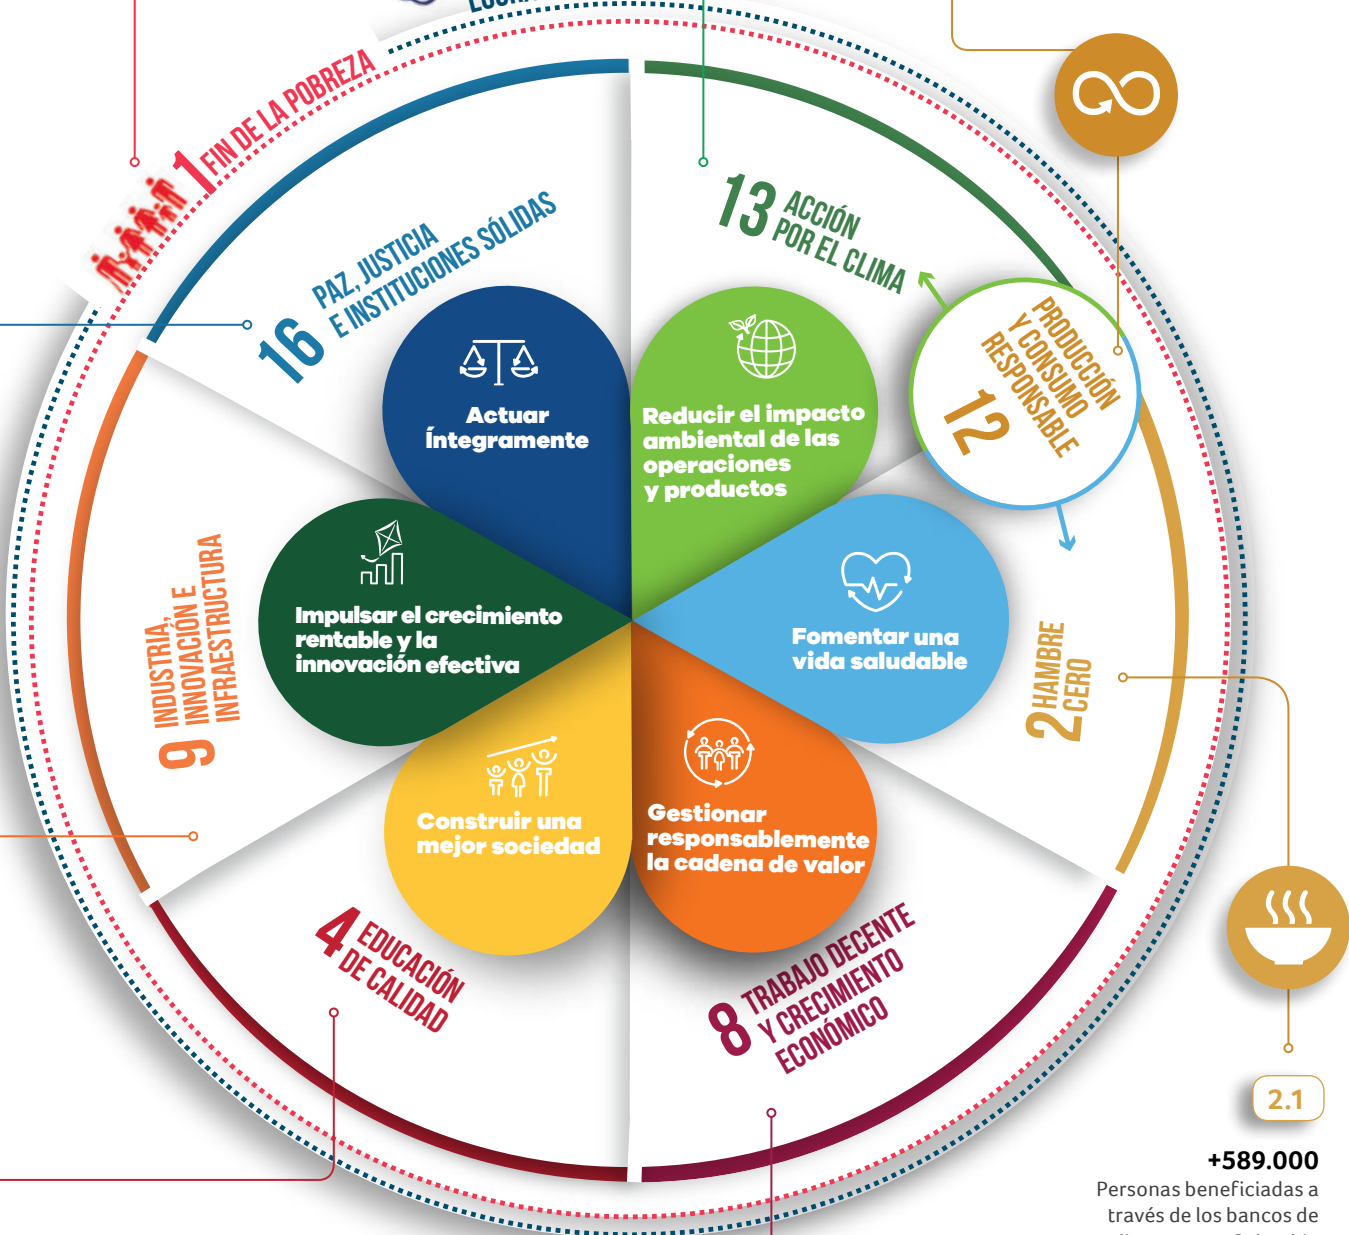 1 FIN DE LA POBREZA
16 PAZ, JUSTICIA
E INSTITUCIONES SÓLIDAS
13 ACCIÓN
POR EL CLIMA
PRODUCCIÓN
Y CONSUMO
RESPONSABLE
12
Actuar
Íntegramente
Reducir el impacto
ambiental de las
operaciones
y productos
Impulsar el crecimiento
rentable y la
innovación efectiva
Fomentar una
vida saludable
Construir una
mejor sociedad
Gestionar
responsablemente
la cadena de valor
9 INDUSTRIA,
INNOVACIÓN E
INFRAESTRUCTURA
2 HAMBRE
CERO
4 EDUCACIÓN
DE CALIDAD
8 TRABAJO DECENTE
Y CRECIMIENTO
ECONÓMICO
2.1
+589.000
Personas beneficiadas a
través de los bancos de